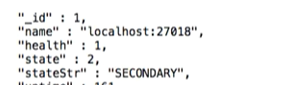 "_id" : 1,
"name" : "localhost:27018",
"health" : 1,
"state" : 2,
"stateStr" : "SECONDARY",